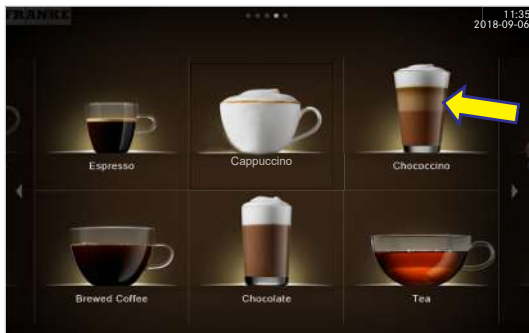 FRANKE
11:35
2018-09-06
Espresso
Cappuccino
Chococcino
Brewed Coffee
Chocolate
Tea